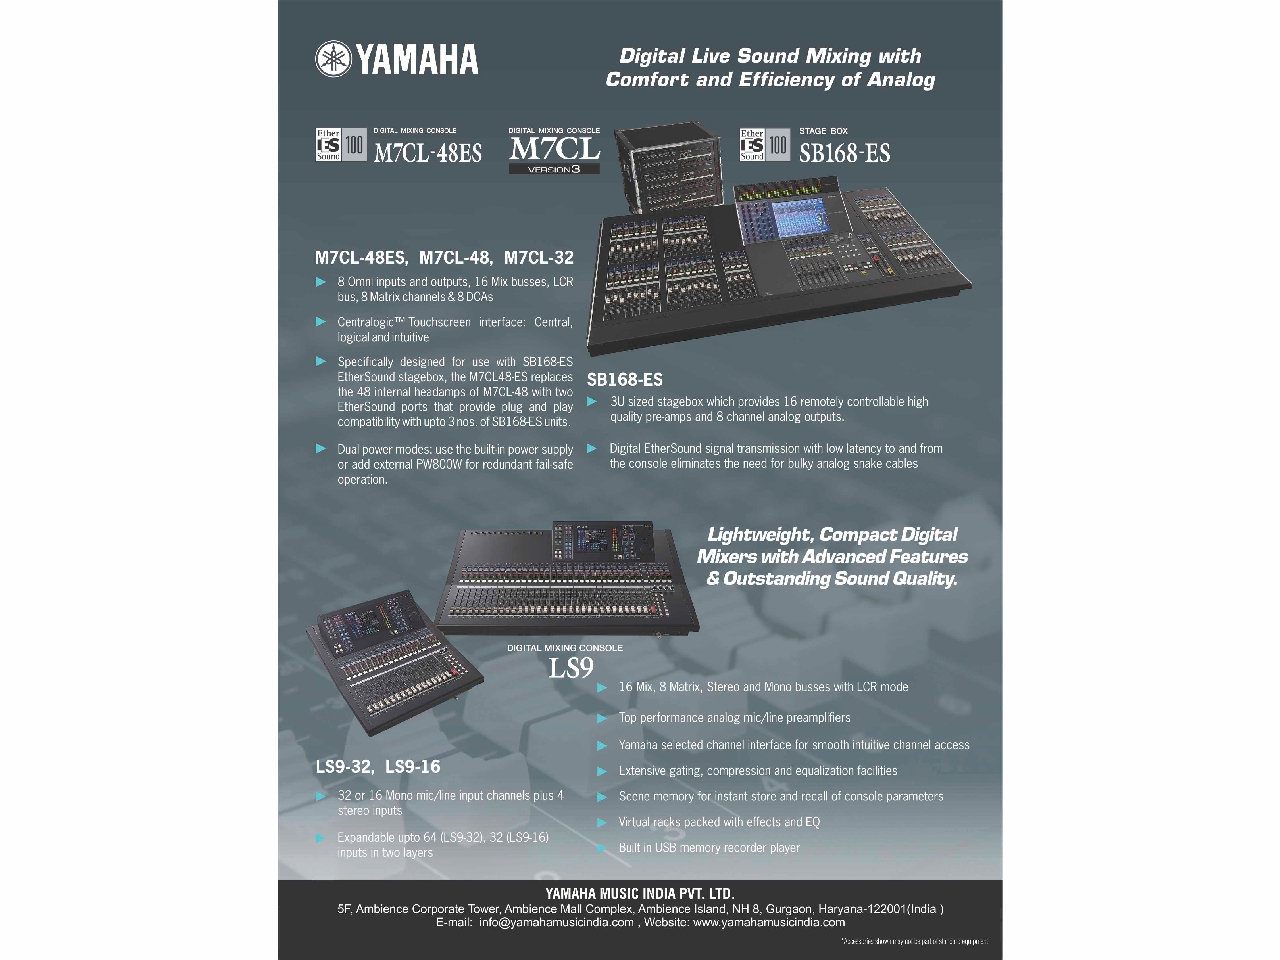 YAMAHA
Digital Live Sound Mixing with
Comfort and Efficiency of Analog
Ether
ES
Sound
100
DIGITAL MIXING CONSOLE
M7CL-48ES
DIGITAL MIXING CONSOLE
M7CL
VERSION3
Ether
ES
Sound
100
STAGE BOX
SB168-ES
M7CL-48ES, M7CL-48, M7CL-32
8 Omni inputs and outputs, 16 Mix busses, LCR
bus, 8 Matrix channels & 8 DCAs
Centralogic™ Touchscreen interface: Central,
logical and intuitive
Specifically designed for use with SB168-ES
EtherSound stagebox, the M7CL48-ES replaces
the 48 internal headamps of M7CL-48 with two
EtherSound ports that provide plug and play
compatibility with upto 3 nos. of SB168-ES units.
Dual power modes: use the built-in power supply
or add external PW800W for redundant fail-safe
operation.
SB168-ES
3U sized stagebox which provides 16 remotely controllable high
quality pre-amps and 8 channel analog outputs.
Digital EtherSound signal transmission with low latency to and from
the console eliminates the need for bulky analog snake cables
Lightweight, Compact Digital
Mixers with Advanced Features
& Outstanding Sound Quality.
DIGITAL MIXING CONSOLE
LS9
16 Mix, 8 Matrix, Stereo and Mono busses with LCR mode
Top performance analog mic/line preamplifiers
Yamaha selected channel interface for smooth intuitive channel access
Extensive gating, compression and equalization facilities
Scene memory for instant store and recall of console parameters
Virtual racks packed with effects and EQ
Built in USB memory recorder player
LS9-32, LS9-16
32 or 16 Mono mic/line input channels plus 4
stereo inputs
Expandable upto 64 (LS9-32), 32 (LS9-16)
inputs in two layers
YAMAHA MUSIC INDIA PVT. LTD.
5F, Ambience Corporate Tower, Ambience Mall Complex, Ambience Island, NH 8, Gurgaon, Haryana-122001(India )
E-mail: info@yamahamusicindia.com , Website: www.yamahamusicindia.com
*Accessories shown may not be part of